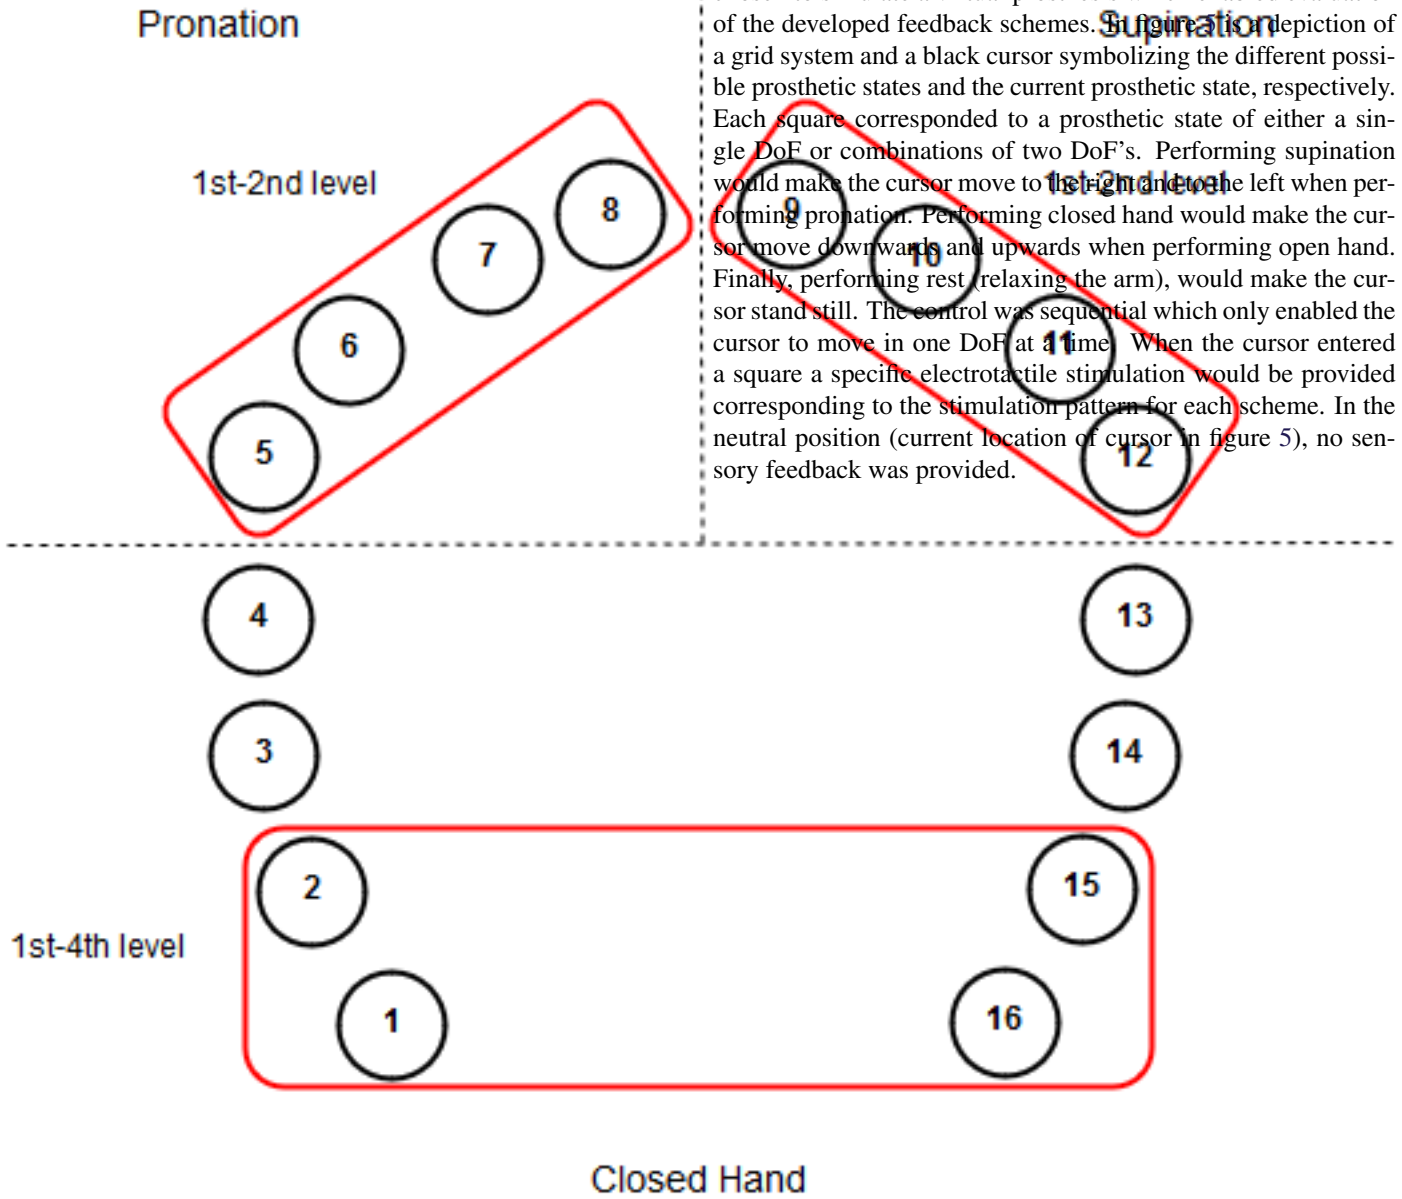 Pronation
Supination
1st-2nd level
1st-2nd level
5
6
7
8
9
10
11
12
of the developed feedback schemes. In figure 5 is a depiction of
a grid system and a black cursor symbolizing the different possi-
ble prosthetic states and the current prosthetic state, respectively.
Each square corresponded to a prosthetic state of either a sin-
gle DoF or combinations of two DoF's. Performing supination
would make the cursor move to the right and to the left when per-
forming pronation. Performing closed hand would make the cur-
sor move downwards and upwards when performing open hand.
Finally, performing rest (relaxing the arm), would make the cur-
sor stand still. The control was sequential which only enabled the
cursor to move in one DoF at a time. When the cursor entered
a square a specific electrotactile stimulation would be provided
corresponding to the stimulation pattern for each scheme. In the
neutral position (current location of cursor in figure 5), no sen-
sory feedback was provided.
4
13
3
14
2
15
1st-4th level
1
16
Closed Hand